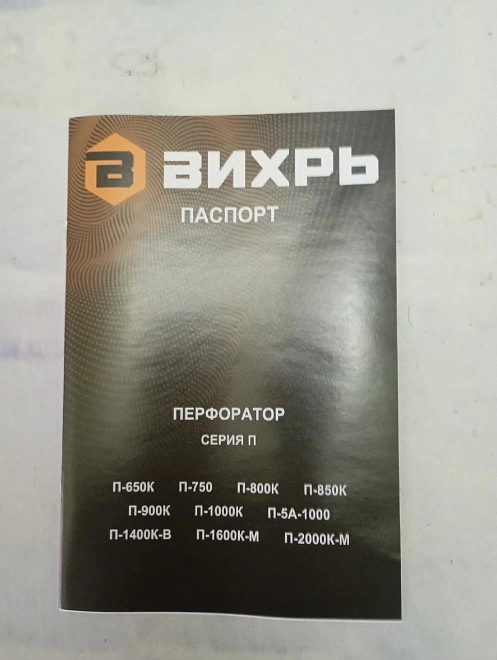 В ВИХРЬ
ПАСПОРТ
ПЕРФОРАТОР
СЕРИЯ П
П-650К П-750 П-800К П-850К
П-900К П-1000К П-5А-1000
П-1400К-В П-1600К-М П-2000К-М